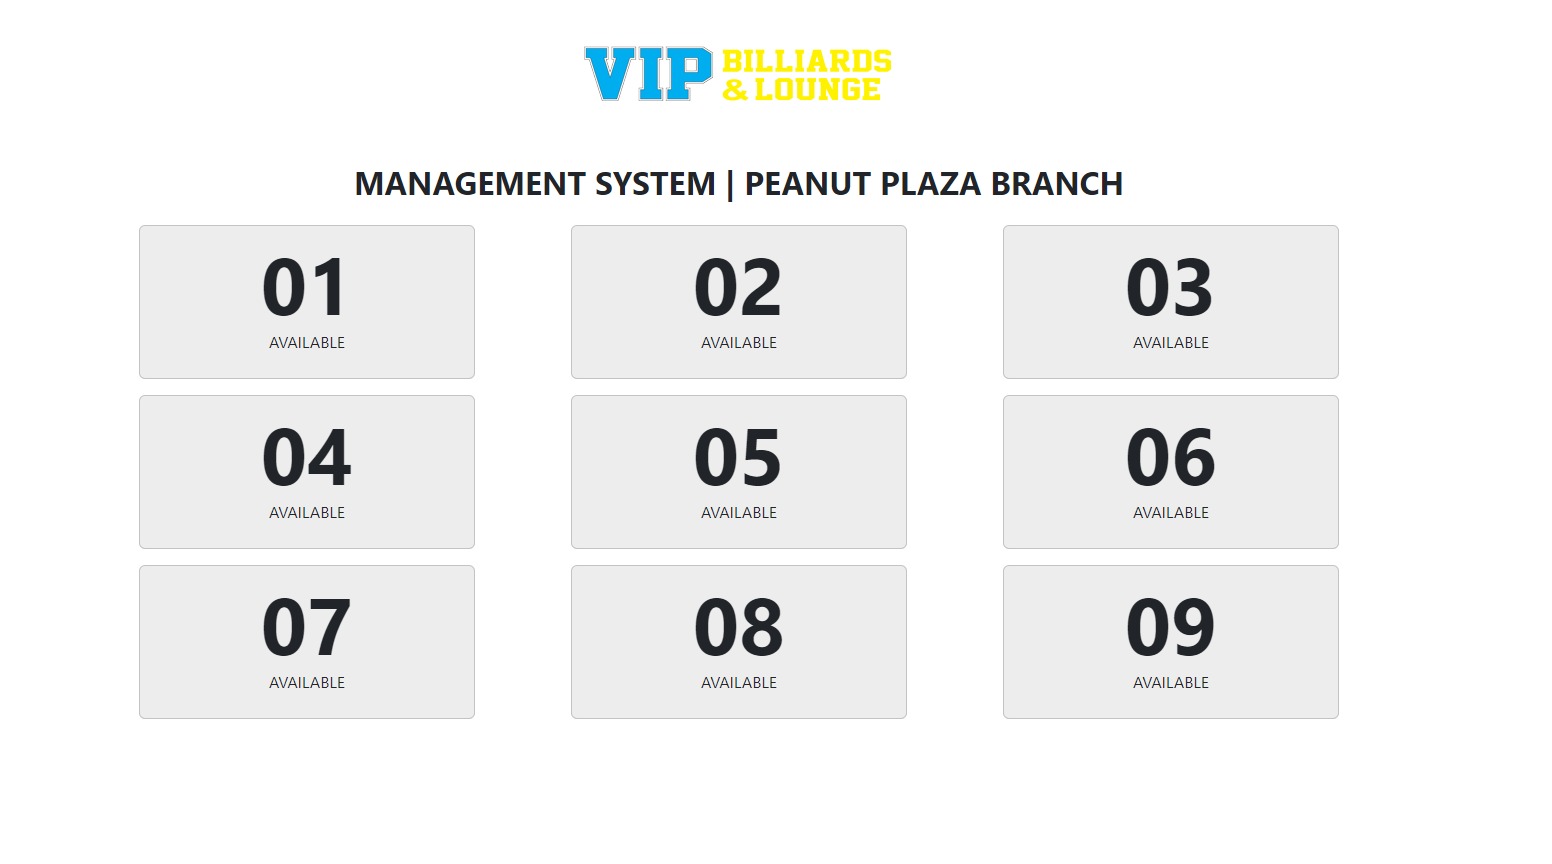 VIP BILLIARDS
& LOUNGE
MANAGEMENT SYSTEM | PEANUT PLAZA BRANCH
01
AVAILABLE
02
AVAILABLE
03
AVAILABLE
04
AVAILABLE
05
AVAILABLE
06
AVAILABLE
07
AVAILABLE
08
AVAILABLE
09
AVAILABLE